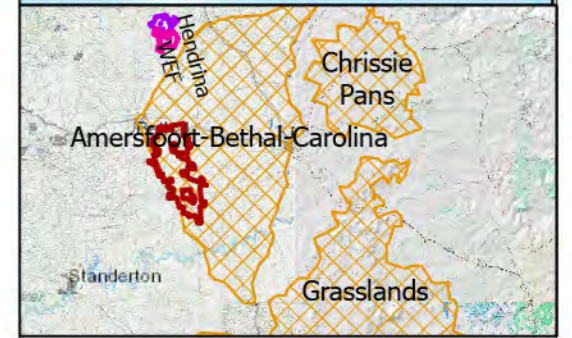 Hendrina
WEF
Chrissie
Pans
Amersfoort-Bethal-Carolina
Standerton
Grasslands